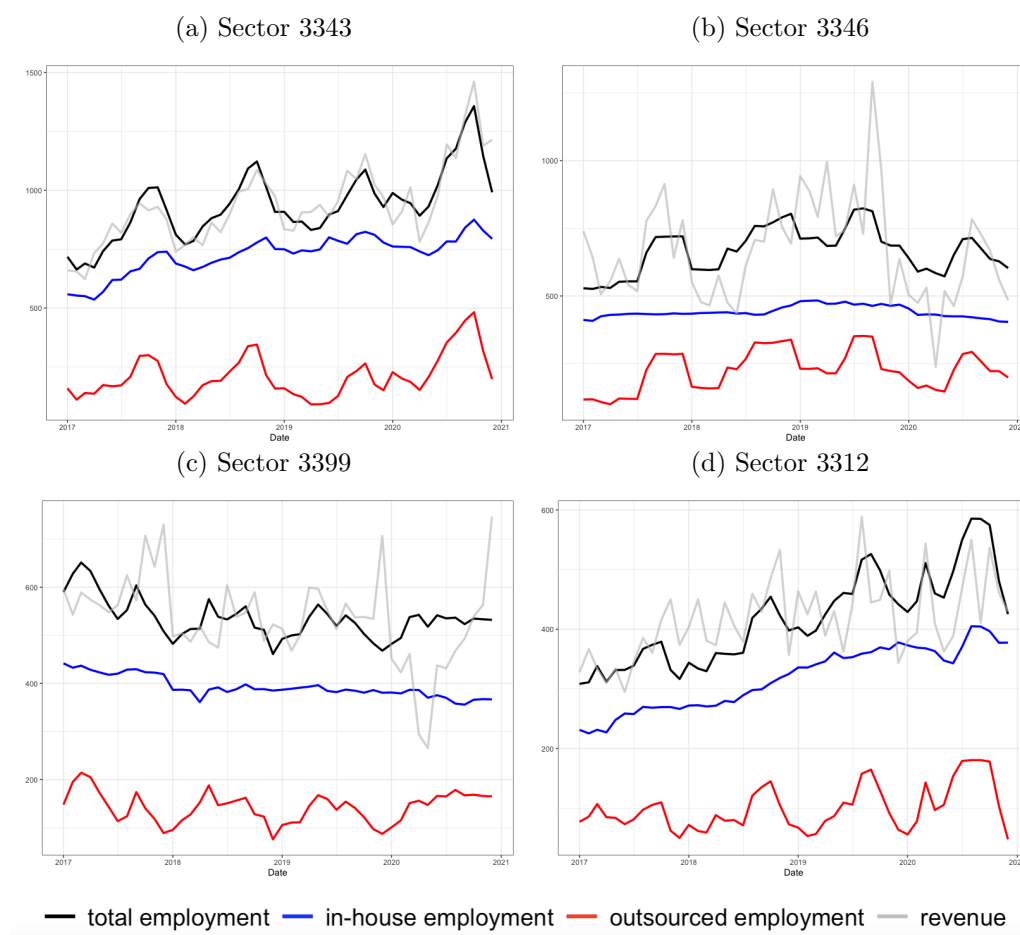 (a) Sector 3343
(b) Sector 3346
1500
1000
500
2017 2018 2019 2020 2021
Date
1000
500
2017 2018 2019 2020 202
Date
(c) Sector 3399
(d) Sector 3312
600
400
200
2017 2018 2019 2020 2021
Date
600
400
200
2017 2018 2019 2020
Date
total employment in-house employment outsourced employment revenue